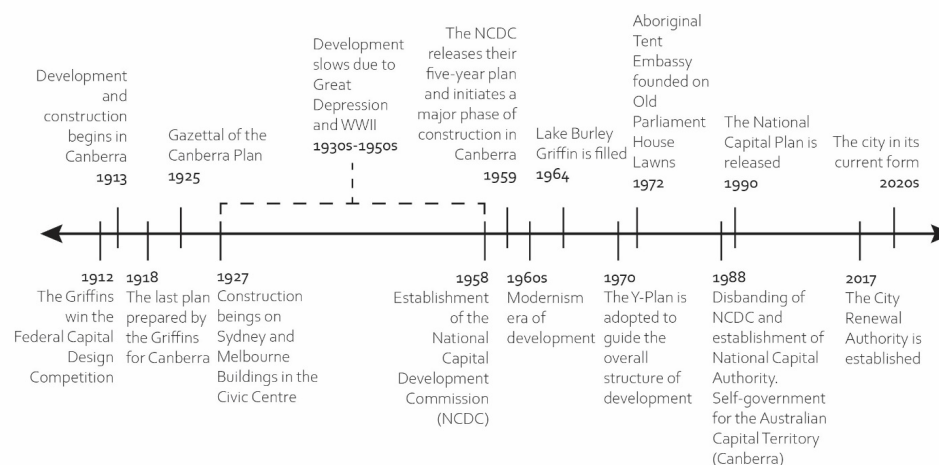 Development
and
construction
begins in
Canberra
1913
Gazettal of the
Canberra Plan
1925
Development
slows due to
Great
Depression
and WWII
1930s-1950s
The NCDC
releases their
five-year plan
and initiates a
major phase of
construction in
Canberra
1959
Lake Burley
Griffin is filled
1964
Aboriginal
Tent
Embassy
founded on
Old
Parliament
House
Lawns
1972
The National
Capital Plan is
released
1990
The city in its
current form
2020s
1912
The Griffins
win the
Federal Capital
Design
Competition
1918
The last plan
prepared by
the Griffins
for Canberra
1927
Construction
beings on
Sydney and
Melbourne
Buildings in the
Civic Centre
1958
Establishment
of the
National
Capital
Development
Commission
(NCDC)
1960s
Modernism
era of
development
1970
The Y-Plan is
adopted to
guide the
overall
structure of
development
1988
Disbanding of
NCDC and
establishment of
National Capital
Authority.
Self-government
for the Australian
Capital Territory
(Canberra)
2017
The City
Renewal
Authority is
established